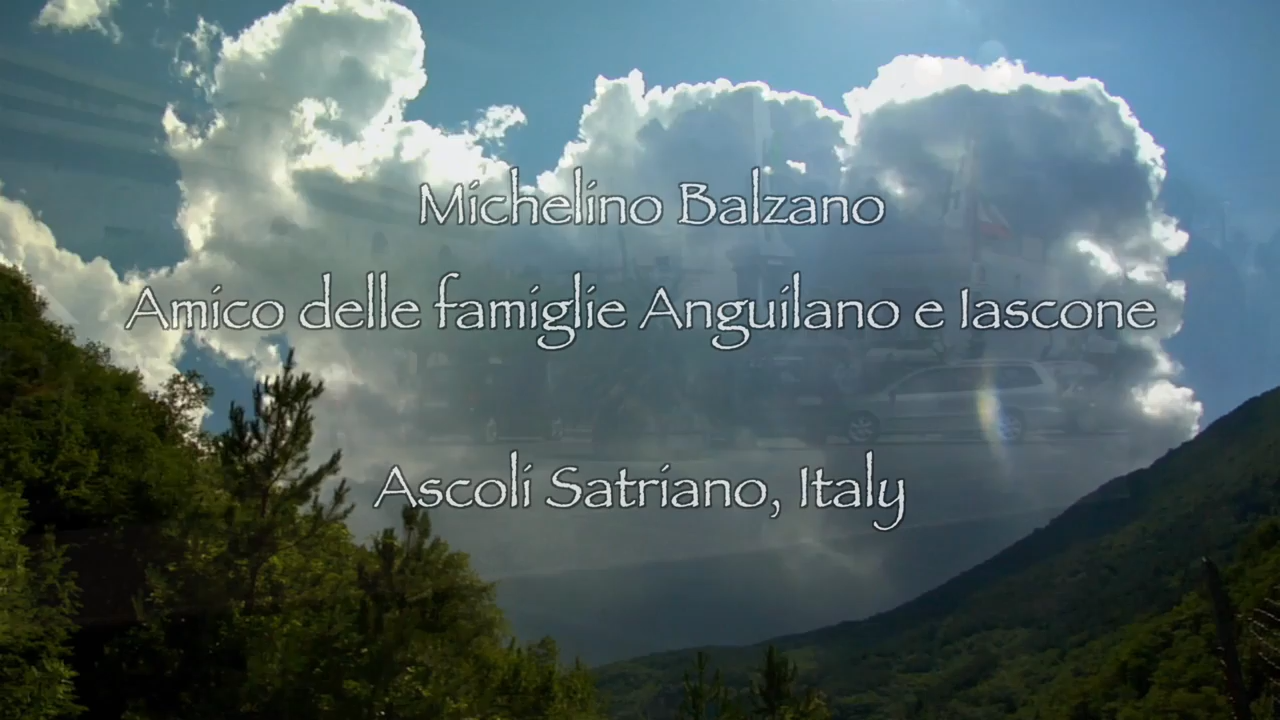 Michelino Balzano
Amico delle famiglie Anguilano e Iascone
Ascoli Satriano, Italy